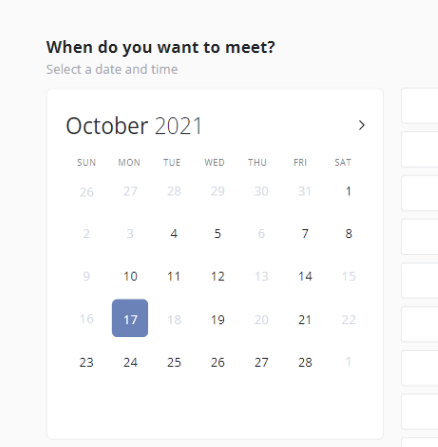 When do you want to meet?
Select a date and time
October 2021
SUN MON TUE WED THU FRI SAT
26 27 28 29 30 31 1
2 3 4 5 6 7 8
9 10 11 12 13 14 15
16 17 18 19 20 21 22
23 24 25 26 27 28 1